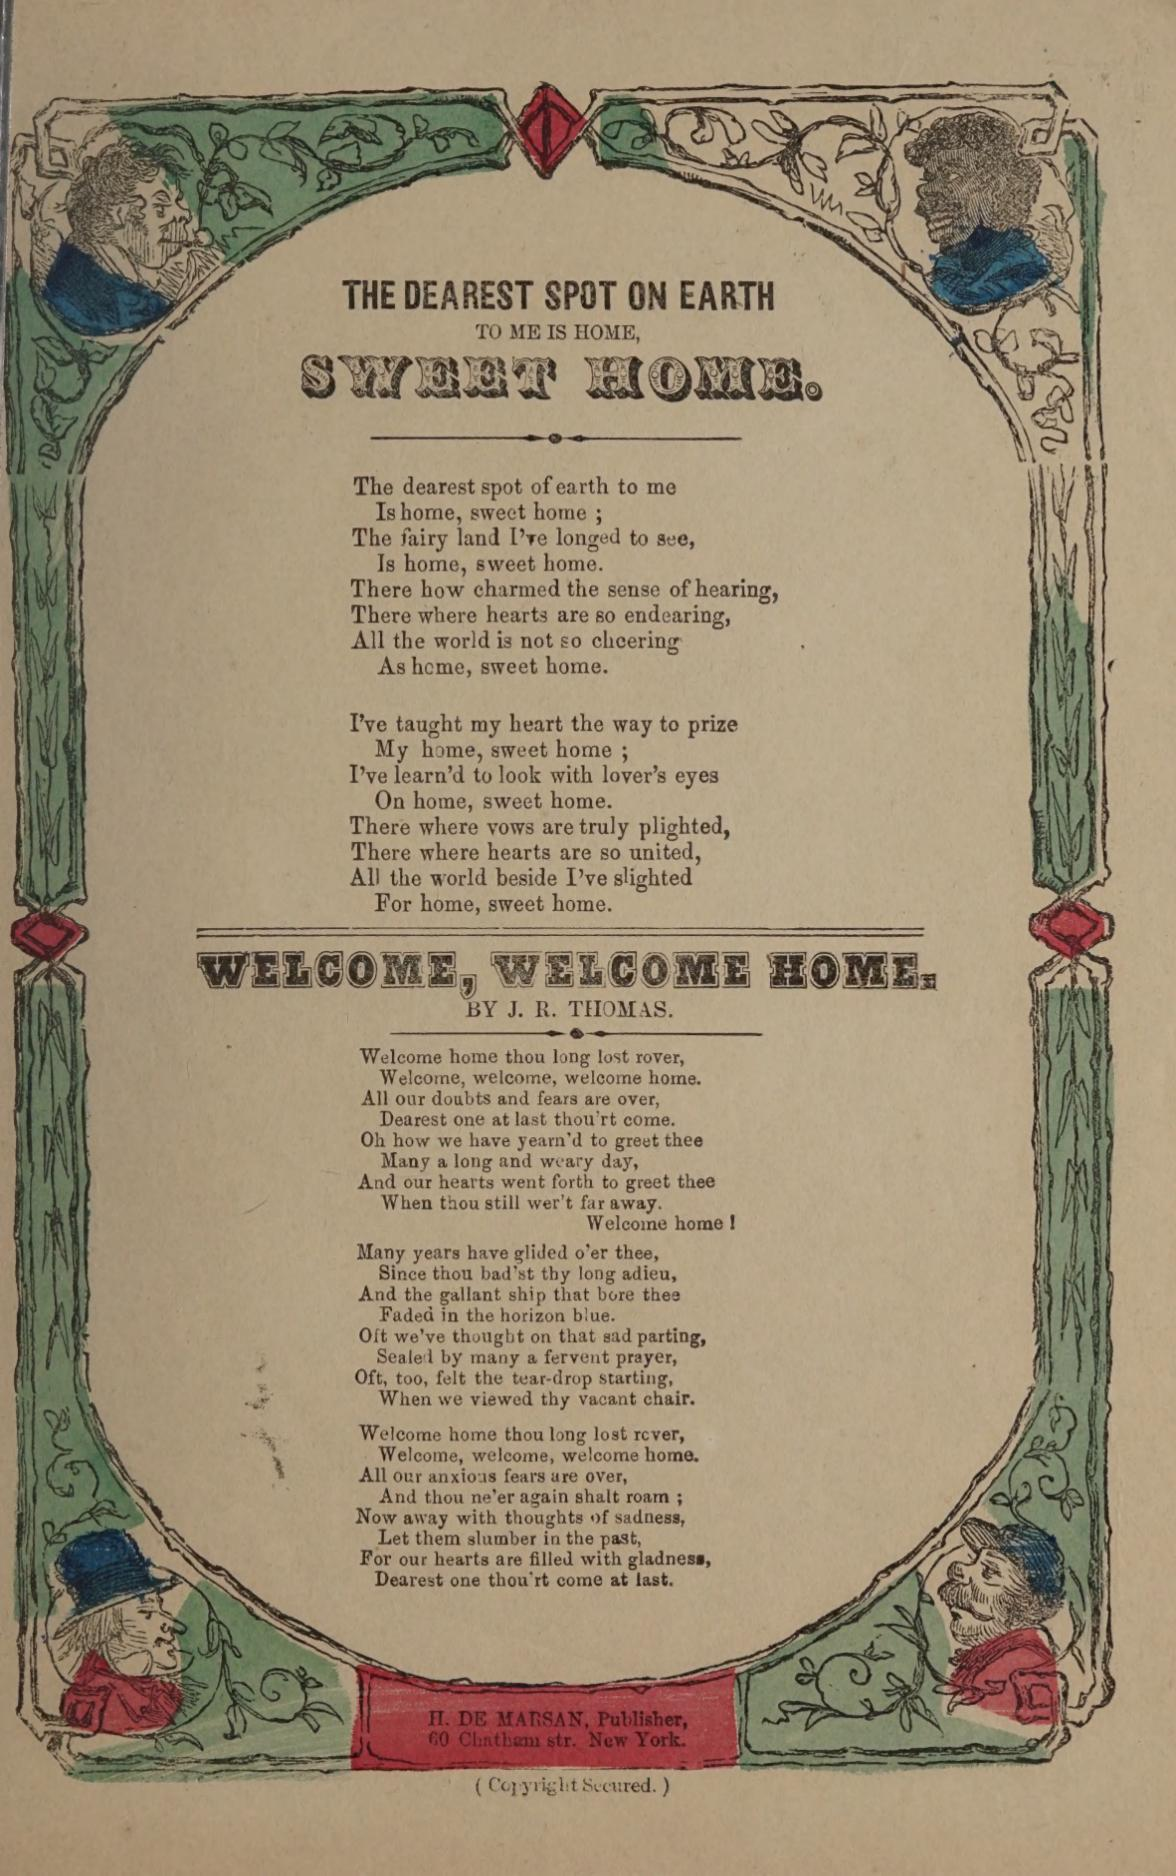 THE DEAREST SPOT ON EARTH
TO ME IS HOME,
SWEET HOME.
The dearest spot of earth to me
Is home, sweet home ;
The fairy land I've longed to see,
Is home, sweet home.
There how charmed the sense of hearing,
There where hearts are so endearing,
All the world is not so cheering
As home, sweet home.
I've taught my heart the way to prize
My home, sweet home ;
I've learn'd to look with lover's eyes
On home, sweet home.
There where vows are truly plighted,
There where hearts are so united,
All the world beside I've slighted
For home, sweet home.
WELCOME, WELCOME HOME.
BY J. R. THOMAS.
Welcome home thou long lost rover,
Welcome, welcome, welcome home.
All our doubts and fears are over,
Dearest one at last thou'rt come.
Oh how we have yearn'd to greet thee
Many a long and weary day,
And our hearts went forth to greet thee
When thou still wer't far away.
Welcome home !
Many years have glided o'er thee,
Since thou bad'st thy long adieu,
And the gallant ship that bore thee
Faded in the horizon blue.
Oft we've thought on that sad parting,
Sealed by many a fervent prayer,
Oft, too, felt the tear-drop starting,
When we viewed thy vacant chair.
Welcome home thou long lost rover,
Welcome, welcome, welcome home.
All our anxious fears are over,
And thou ne'er again shalt roam ;
Now away with thoughts of sadness,
Let them slumber in the past,
For our hearts are filled with gladness,
Dearest one thou'rt come at last.
H. DE MARSAN, Publisher,
60 Chatham str. New York.
( Copyright Secured. )